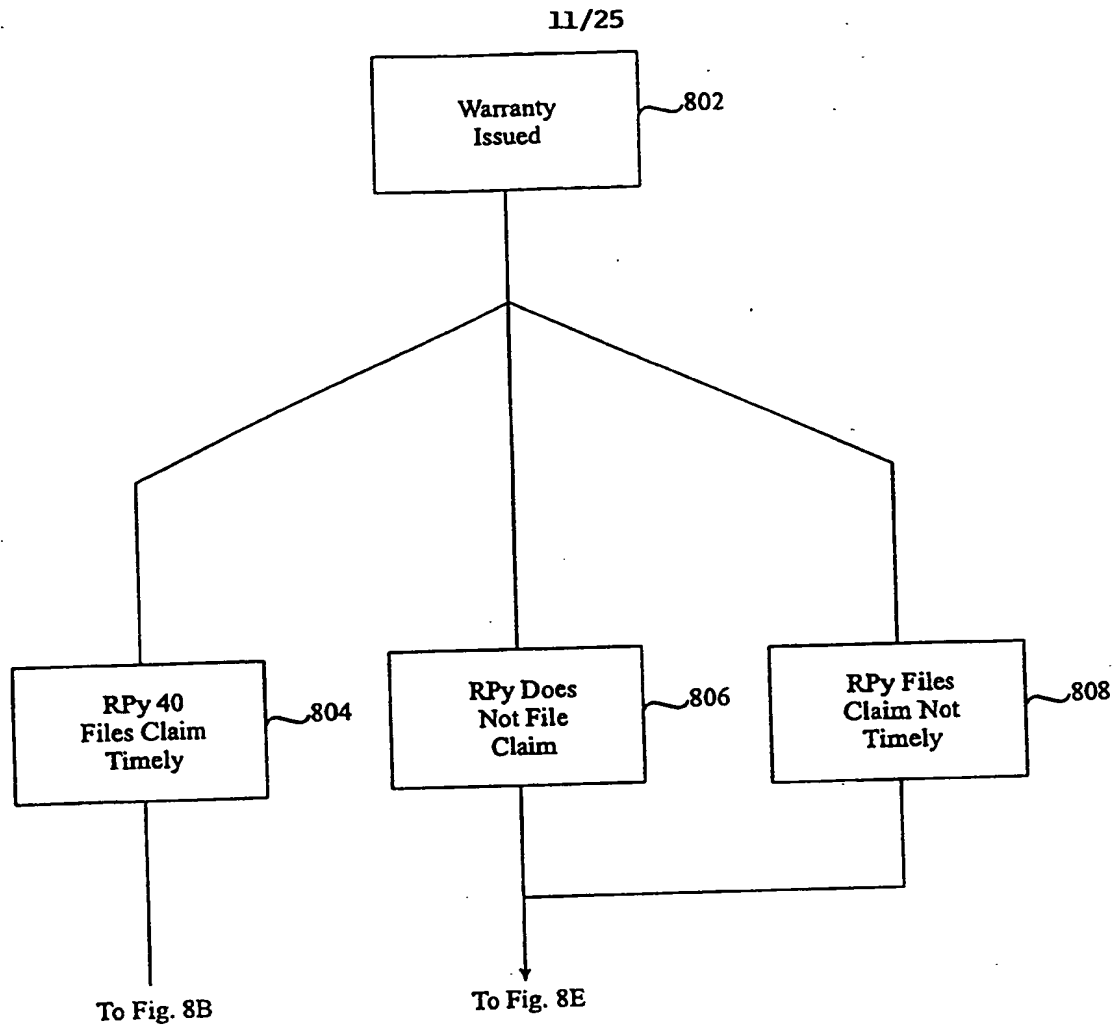 11/25
Warranty
Issued
802
RPy 40
Files Claim
Timely
804
RPy Does
Not File
Claim
806
RPy Files
Claim Not
Timely
808
To Fig. 8B
To Fig. 8E